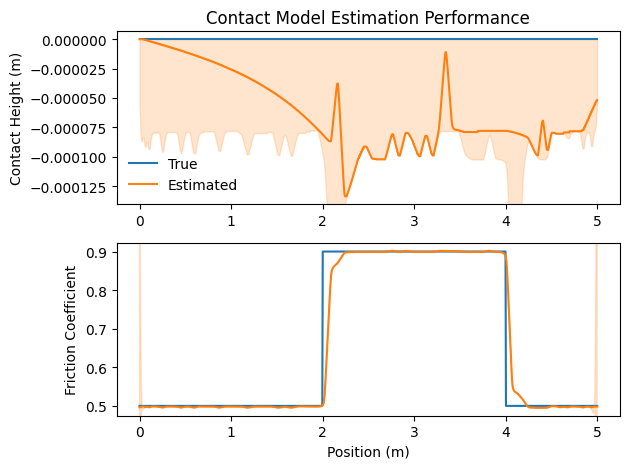 Contact Model Estimation Performance
Contact Height (m)
0.000000
−0.000025
−0.000050
−0.000075
−0.000100
−0.000125
True
Estimated
0 1 2 3 4 5
Friction Coefficient
0.9
0.8
0.7
0.6
0.5
0 1 2 3 4 5
Position (m)